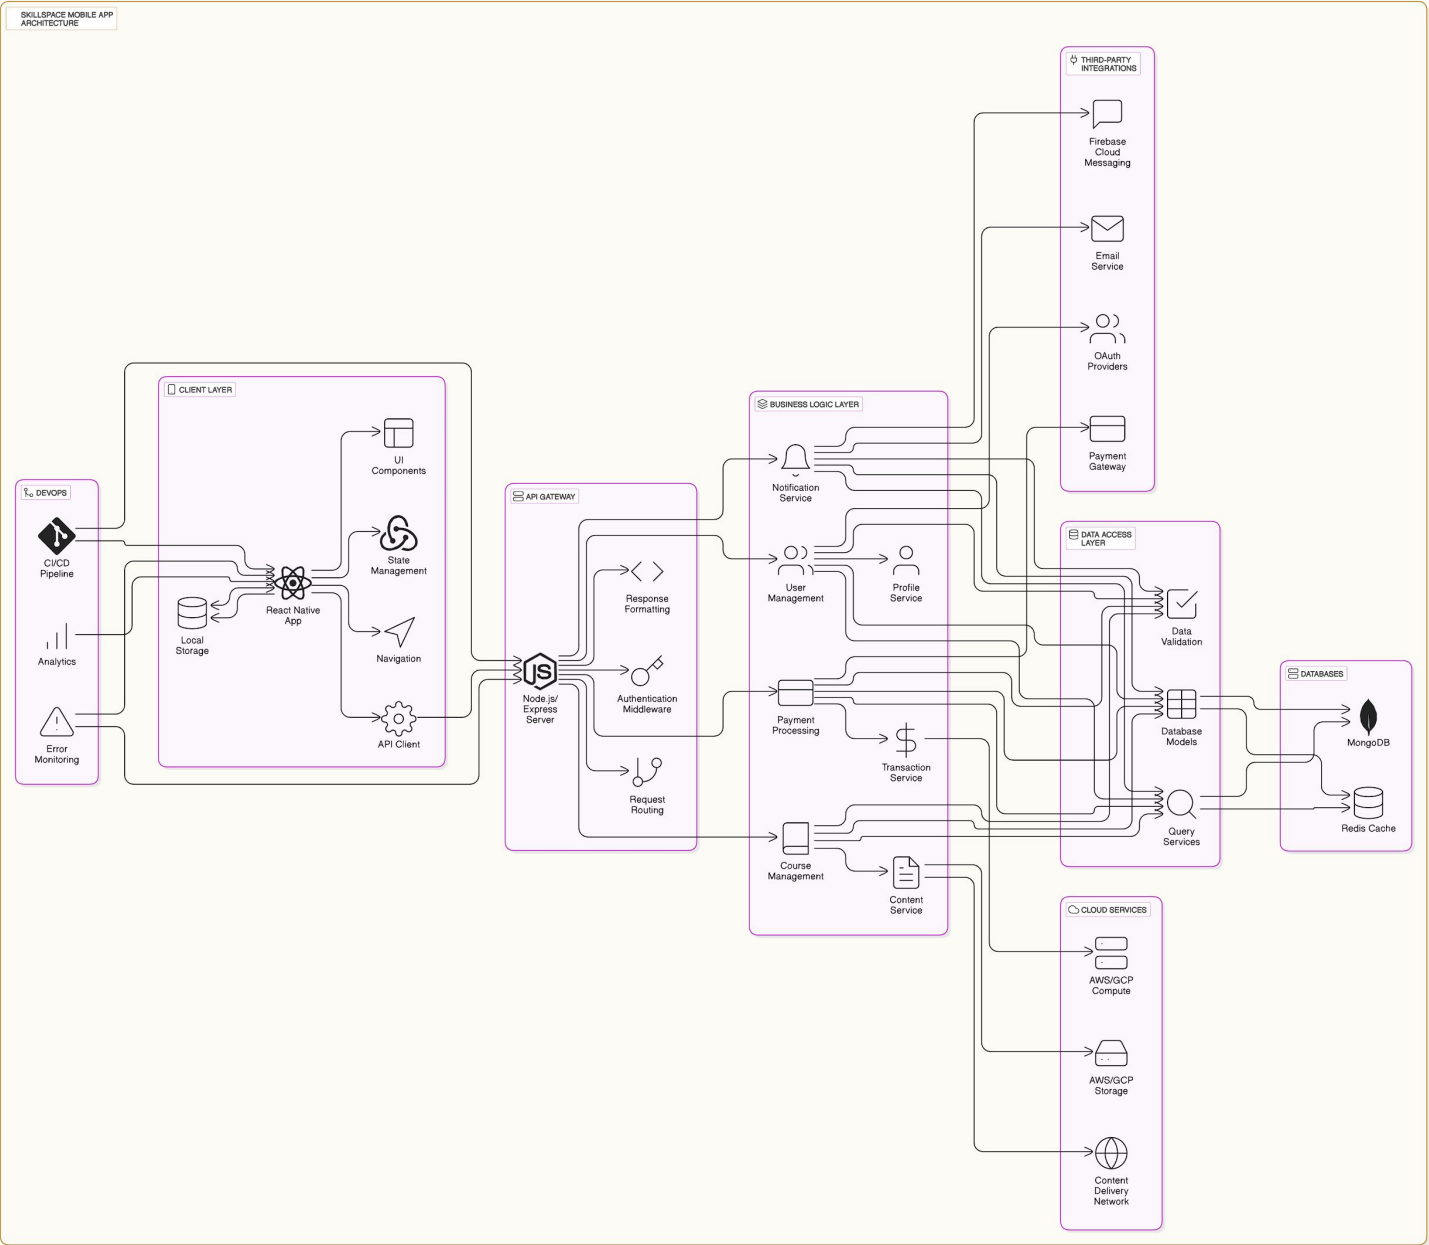 SKILLSPACE MOBILE APP
ARCHITECTURE
DEVOPS
CI/CD
Pipeline
Analytics
Error
Monitoring
CLIENT LAYER
UI
Components
State
Management
React Native
App
Local
Storage
Navigation
API Client
API GATEWAY
Response
Formatting
JS
Node.js/
Express
Server
Authentication
Middleware
Request
Routing
BUSINESS LOGIC LAYER
Notification
Service
User
Management
Profile
Service
Payment
Processing
Transaction
Service
Course
Management
Content
Service
THIRD-PARTY
INTEGRATIONS
Firebase
Cloud
Messaging
Email
Service
OAuth
Providers
Payment
Gateway
DATA ACCESS
LAYER
Data
Validation
Database
Models
Query
Services
DATABASES
MongoDB
Redis Cache
CLOUD SERVICES
AWS/GCP
Compute
AWS/GCP
Storage
Content
Delivery
Network